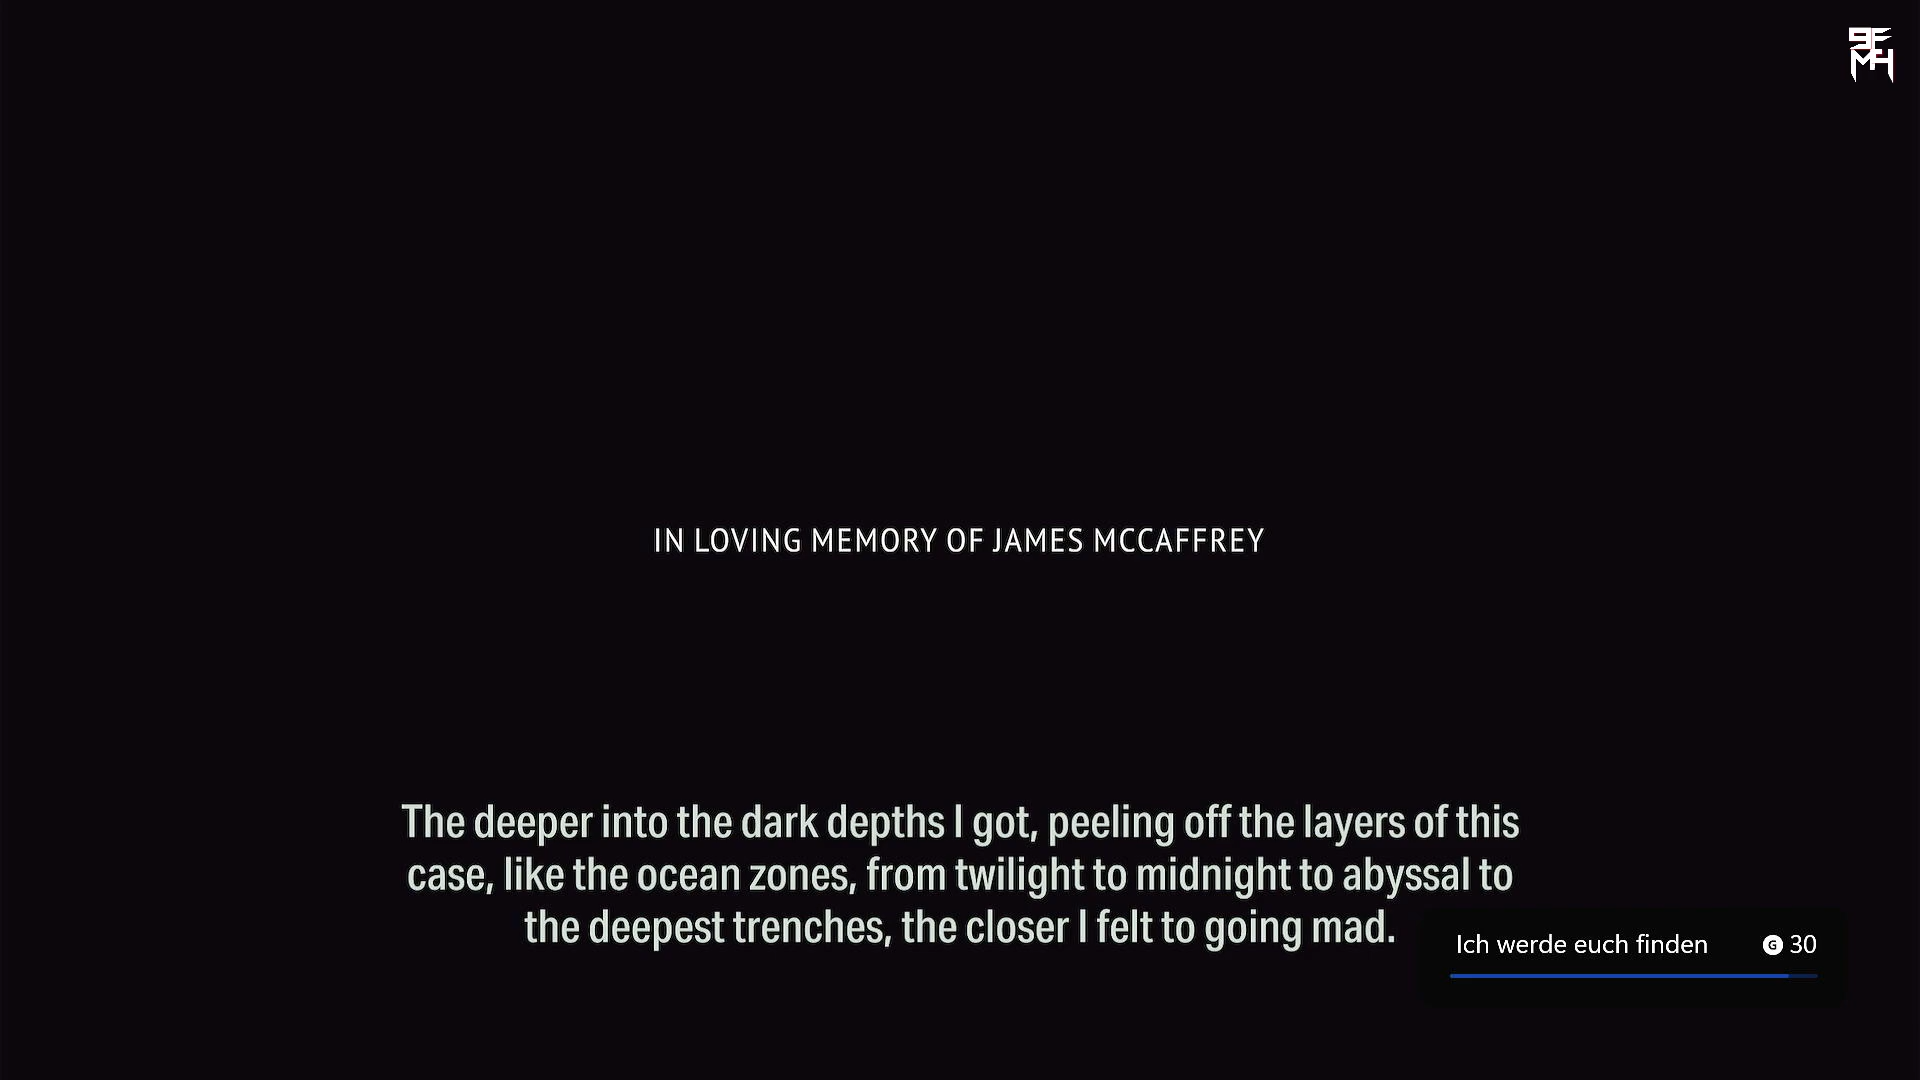 IN LOVING MEMORY OF JAMES MCCAFFREY
The deeper into the dark depths I got, peeling off the layers of this
case, like the ocean zones, from twilight to midnight to abyssal to
the deepest trenches, the closer I felt to going mad.
Ich werde euch finden G 30